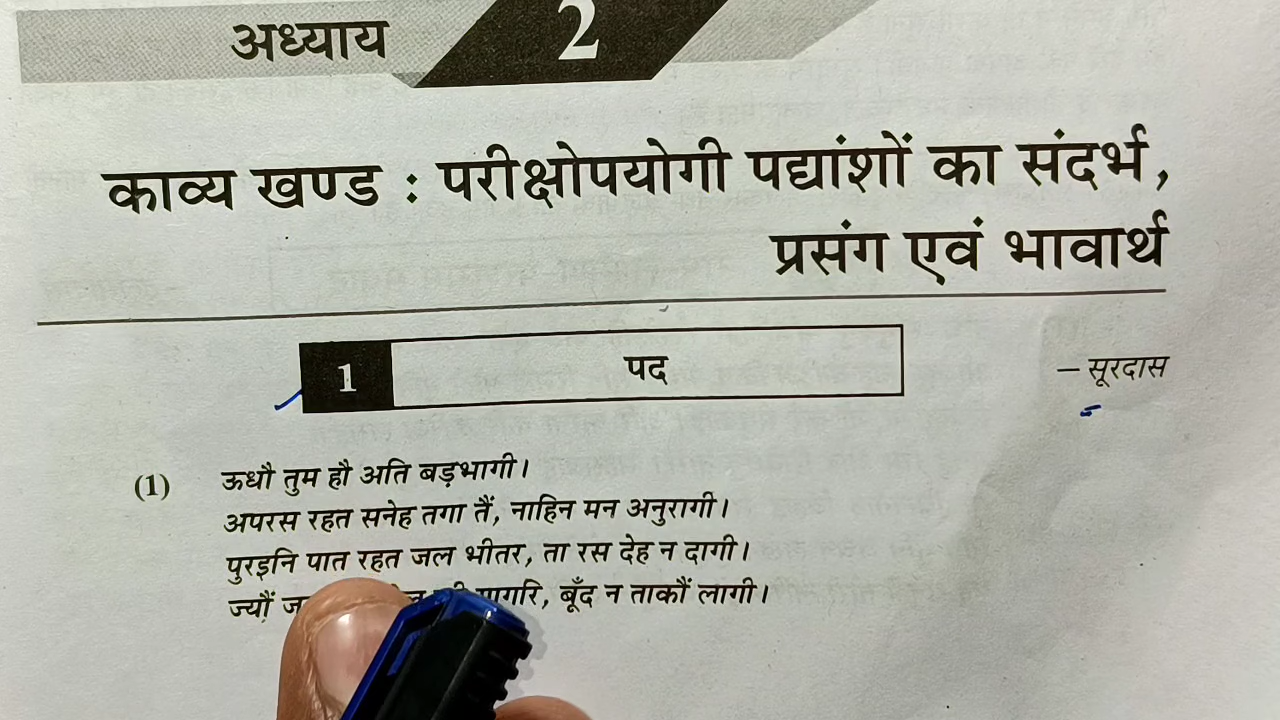 अध्याय 2
काव्य खण्ड : परीक्षोपयोगी पद्यांशों का संदर्भ,
प्रसंग एवं भावार्थ
1 पद
– सूरदास
(1) ऊधौ तुम हौ अति बड़भागी।
अपरस रहत सनेह तगा तैं, नाहिन मन अनुरागी।
पुरइनि पात रहत जल भीतर, ता रस देह न दागी।
ज्यौं गागरि, बूँद न ताकौं लागी।